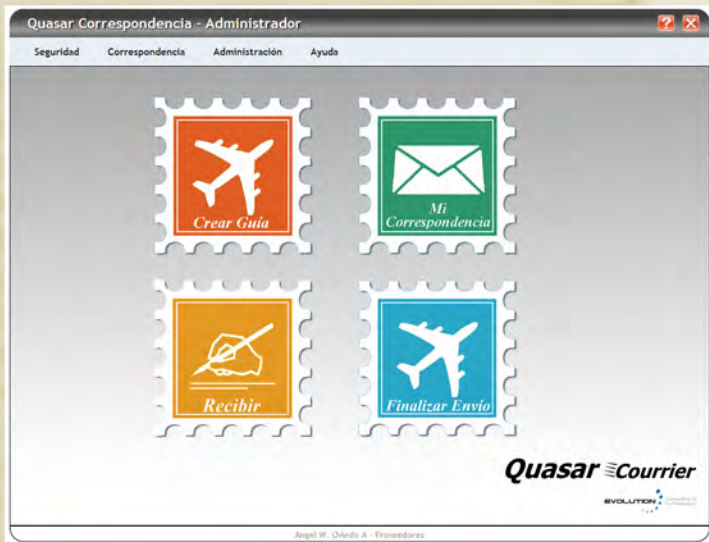 Quasar Correspondencia - Administrador
Seguridad Correspondencia Administración Ayuda
Crear Guía
Mi
Correspondencia
Recibir
Finalizar Envío
Quasar Courrier
EVOLUTION
Angel W. Oviedo A - Proveedores